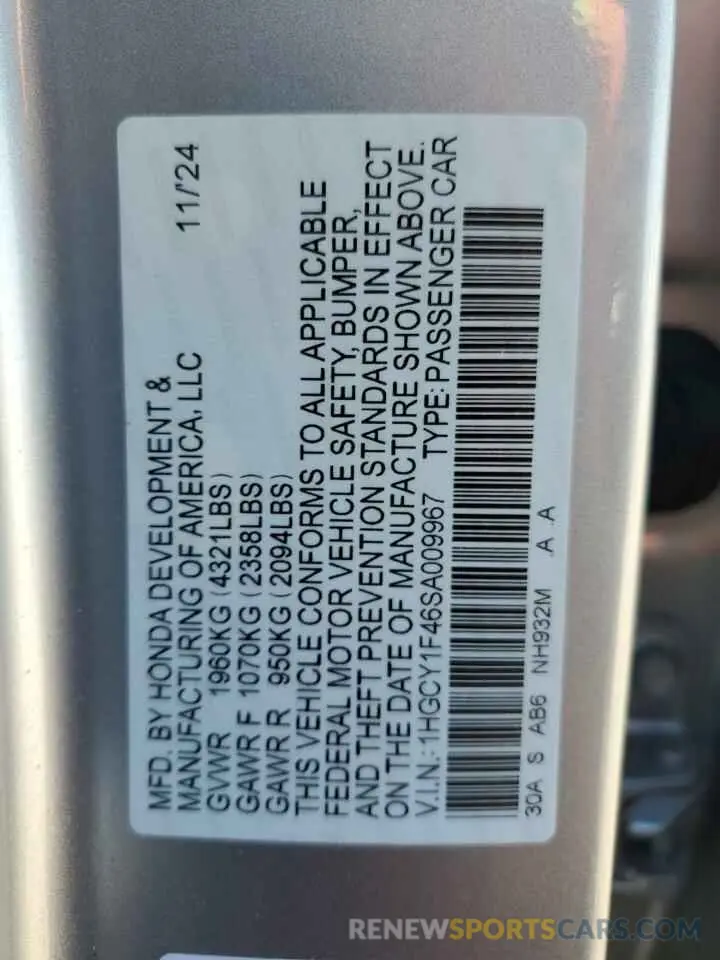 MFD. BY HONDA DEVELOPMENT &
MANUFACTURING OF AMERICA, LLC 11/'24
GVWR 1960KG (4321LBS)
GAWR F 1070KG (2358LBS)
GAWR R 950KG (2094LBS)
THIS VEHICLE CONFORMS TO ALL APPLICABLE
FEDERAL MOTOR VEHICLE SAFETY, BUMPER,
AND THEFT PREVENTION STANDARDS IN EFFECT
ON THE DATE OF MANUFACTURE SHOWN ABOVE.
V.I.N.: 1HGCY1F46SA009967 TYPE: PASSENGER CAR
30A S AB6 NH932M .A .A
RENEWSPORTSCARS.COM